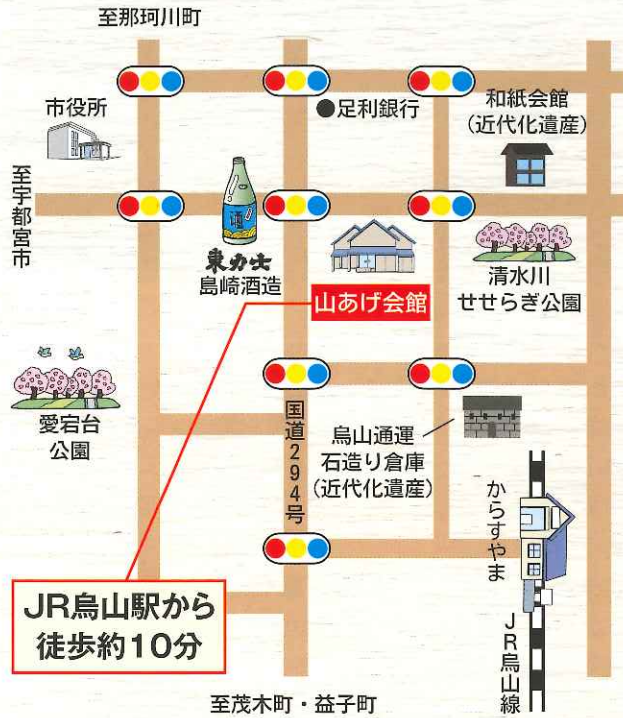 至那珂川町
市役所
●足利銀行
和紙会館
(近代化遺産)
至宇都宮市
酒
東力士
島崎酒造
山あげ会館
清水川
せせらぎ公園
愛宕台
公園
国道294号
烏山通運
石造り倉庫
(近代化遺産)
からすやま
JR烏山駅から
徒歩約10分
JR烏山線
至茂木町・益子町